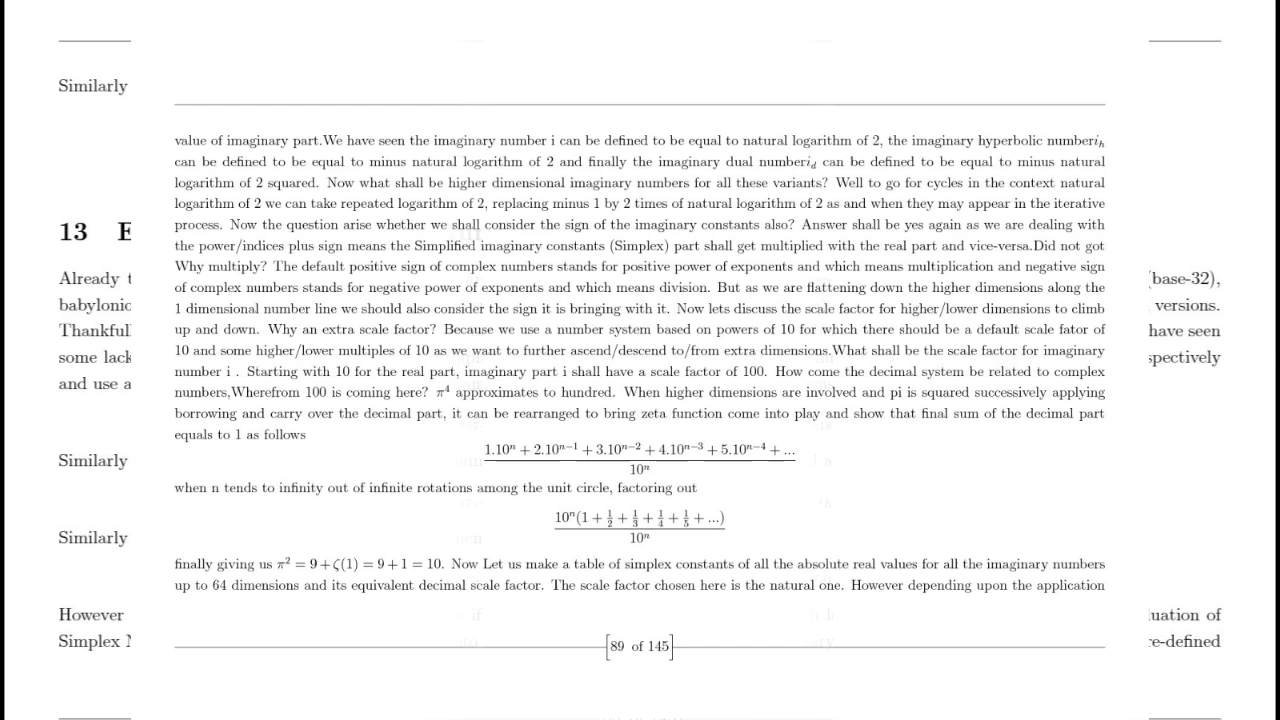 Similarly
value of imaginary part.We have seen the imaginary number i can be defined to be equal to natural logarithm of 2, the imaginary hyperbolic numberi_h
can be defined to be equal to minus natural logarithm of 2 and finally the imaginary dual numberi_d can be defined to be equal to minus natural
logarithm of 2 squared. Now what shall be higher dimensional imaginary numbers for all these variants? Well to go for cycles in the context natural
logarithm of 2 we can take repeated logarithm of 2, replacing minus 1 by 2 times of natural logarithm of 2 as and when they may appear in the iterative
process. Now the question arise whether we shall consider the sign of the imaginary constants also? Answer shall be yes again as we are dealing with
the power/indices plus sign means the Simplified imaginary constants (Simplex) part shall get multiplied with the real part and vice-versa.Did not got
Why multiply? The default positive sign of complex numbers stands for positive power of exponents and which means multiplication and negative sign
of complex numbers stands for negative power of exponents and which means division. But as we are flattening down the higher dimensions along the
1 dimensional number line we should also consider the sign it is bringing with it. Now lets discuss the scale factor for higher/lower dimensions to climb
up and down. Why an extra scale factor? Because we use a number system based on powers of 10 for which there should be a default scale fator of
10 and some higher/lower multiples of 10 as we want to further ascend/descend to/from extra dimensions.What shall be the scale factor for imaginary
number i . Starting with 10 for the real part, imaginary part i shall have a scale factor of 100. How come the decimal system be related to complex
numbers,Wherefrom 100 is coming here? π⁴ approximates to hundred. When higher dimensions are involved and pi is squared successively applying
borrowing and carry over the decimal part, it can be rearranged to bring zeta function come into play and show that final sum of the decimal part
equals to 1 as follows
1.10ⁿ + 2.10ⁿ⁻¹ + 3.10ⁿ⁻² + 4.10ⁿ⁻³ + 5.10ⁿ⁻⁴ + ...
10ⁿ
when n tends to infinity out of infinite rotations among the unit circle, factoring out
10ⁿ(1 + 1/2 + 1/3 + 1/4 + 1/5 + ...)
10ⁿ
finally giving us π² = 9 + ζ(1) = 9 + 1 = 10. Now Let us make a table of simplex constants of all the absolute real values for all the imaginary numbers
up to 64 dimensions and its equivalent decimal scale factor. The scale factor chosen here is the natural one. However depending upon the application
[89 of 145]
13 E
Already
(base-32),
versions.
have seen
some lack
and use a
Similarly
Similarly
However
of
Simplex
re-defined